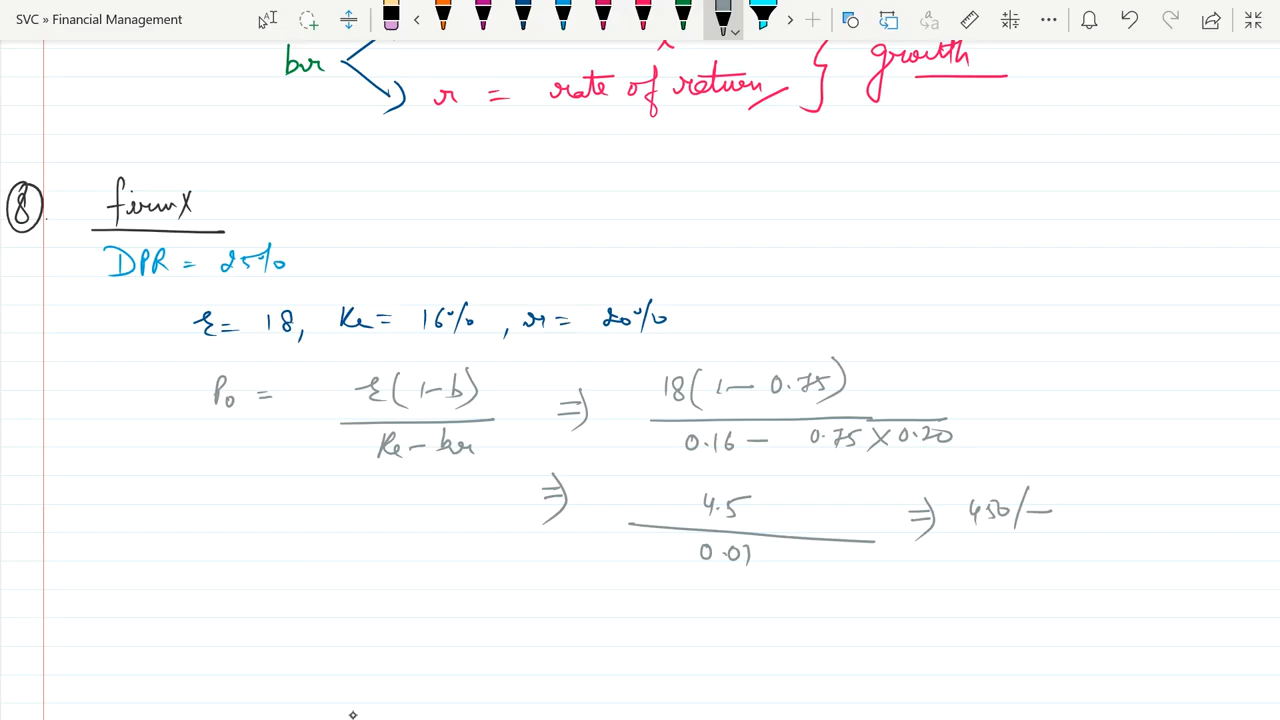 SVC » Financial Management
br
r = rate of return } growth
8 firm X
DPR = 25%
E = 18, Ke = 16%, r = 20%
P₀ = E(1-b) / Ke - br ⇒ 18(1 - 0.75) / 0.16 - 0.75 × 0.20
⇒ 4.5 / 0.01 ⇒ 450/-